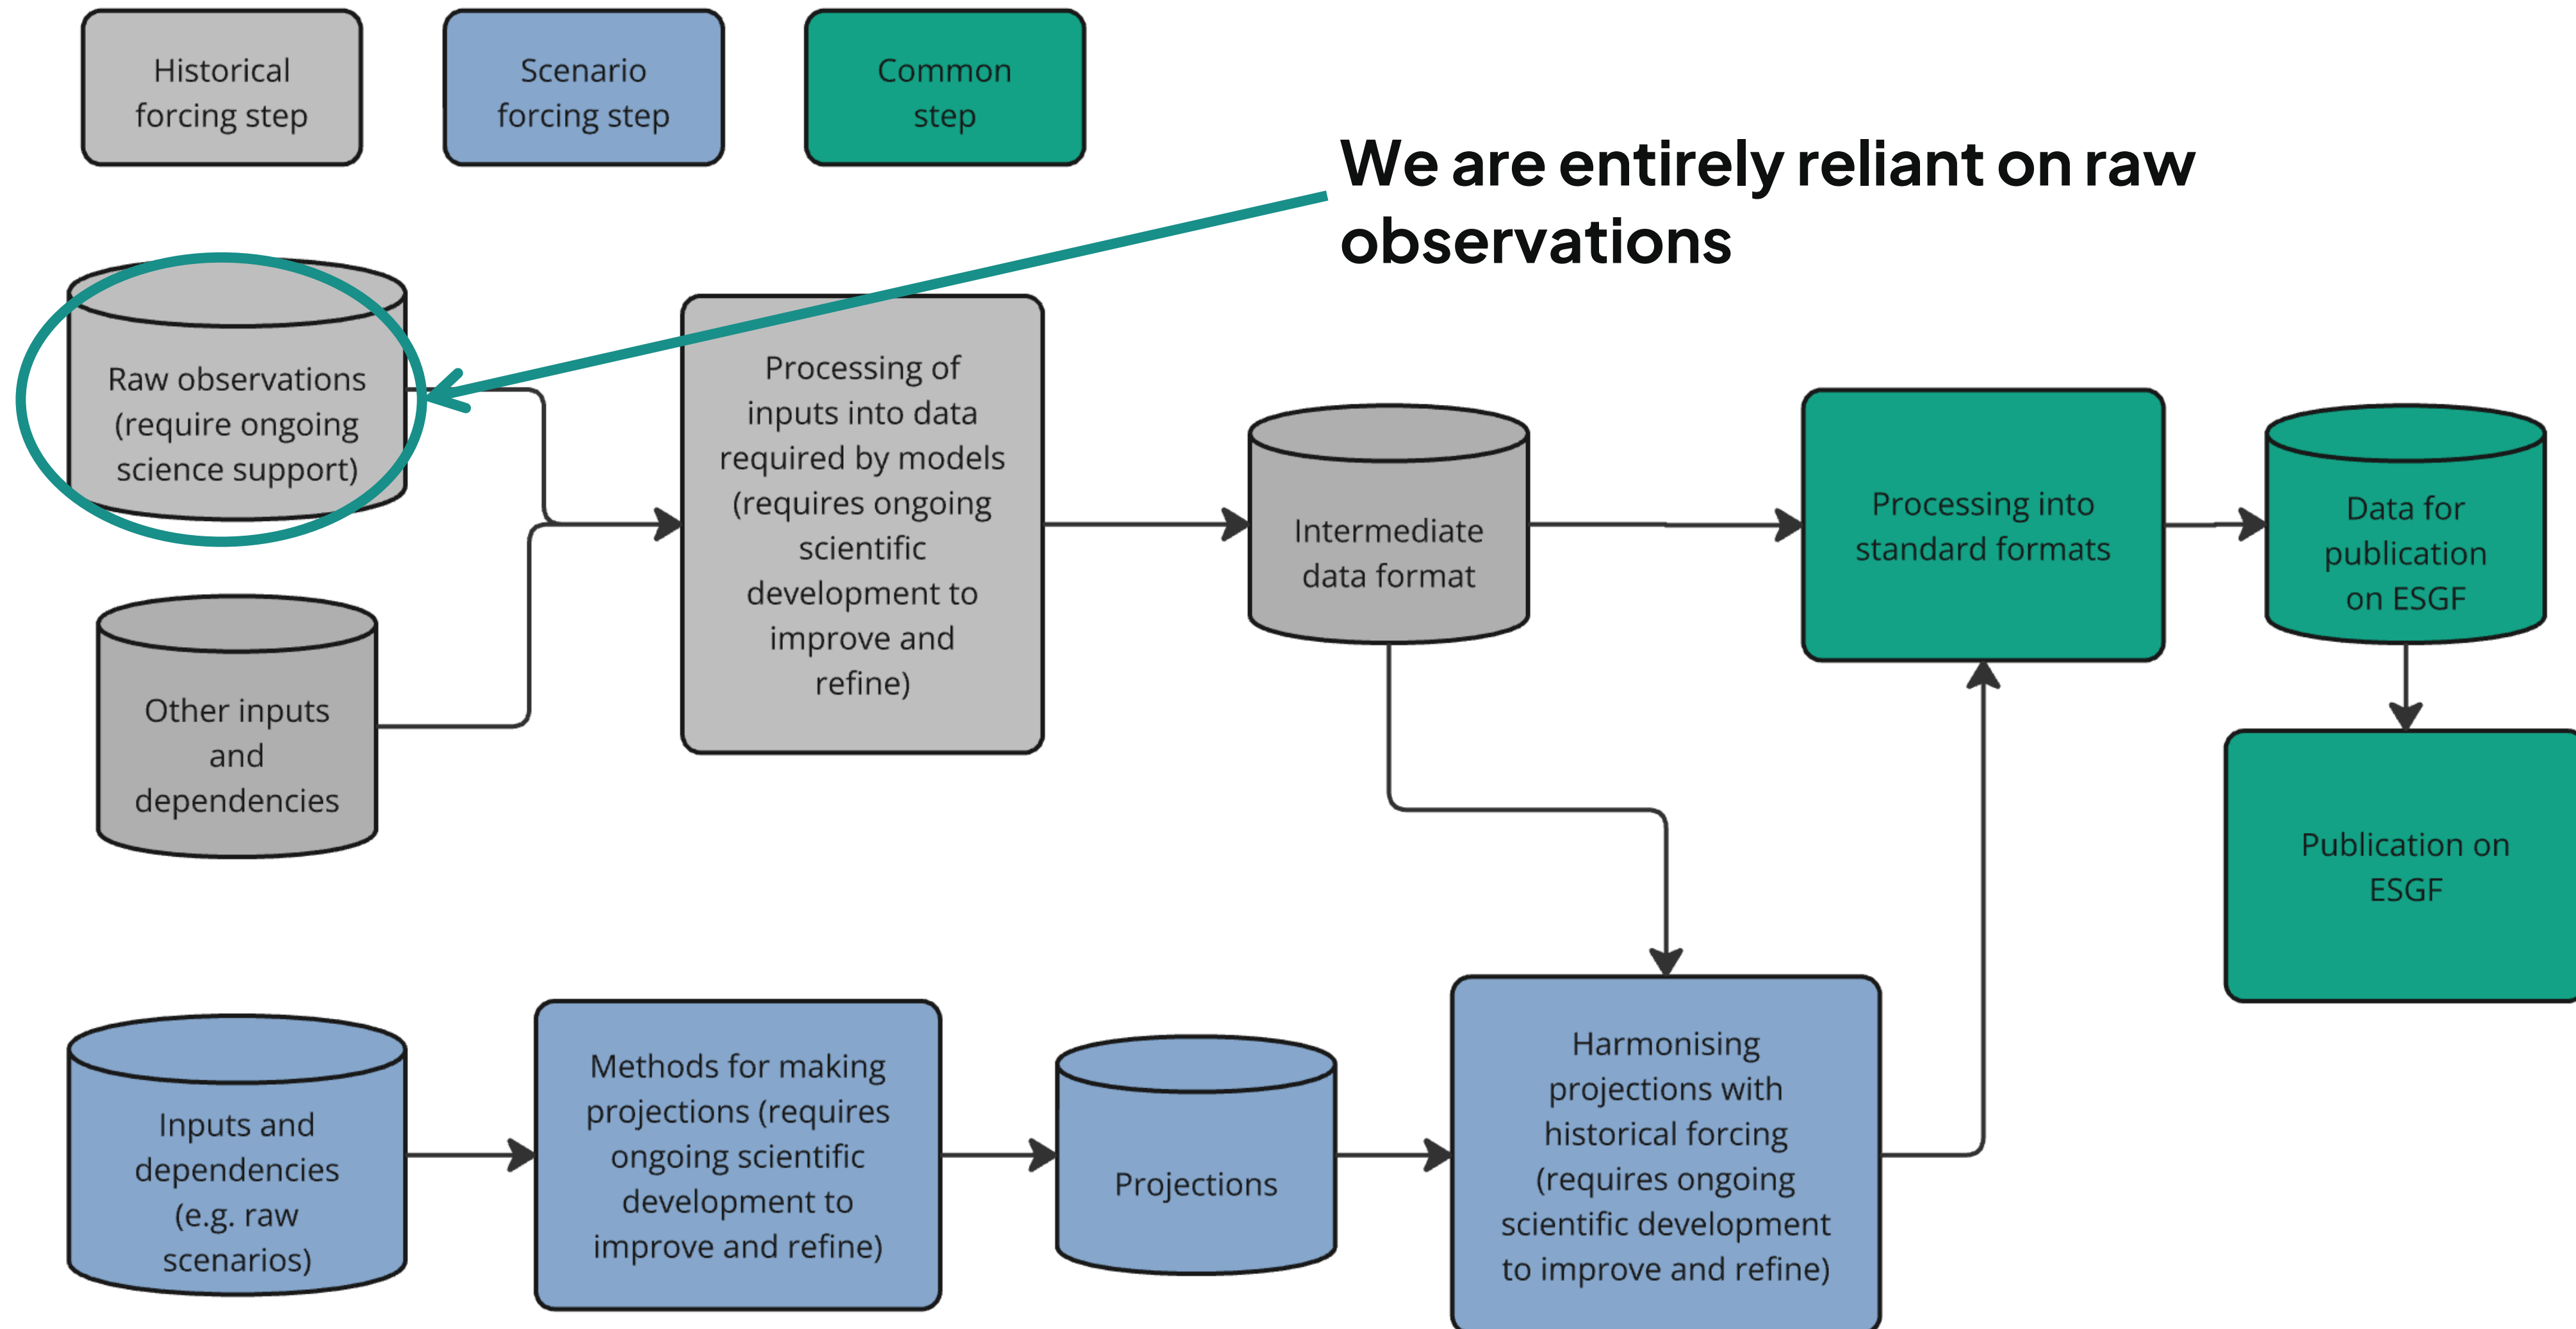 Historical
forcing step
Scenario
forcing step
Common
step
We are entirely reliant on raw
observations
Raw observations
(require ongoing
science support)
Processing of
inputs into data
required by models
(requires ongoing
scientific
development to
improve and
refine)
Other inputs
and
dependencies
Intermediate
data format
Processing into
standard formats
Data for
publication
on ESGF
Publication on
ESGF
Inputs and
dependencies
(e.g. raw
scenarios)
Methods for making
projections (requires
ongoing scientific
development to
improve and refine)
Projections
Harmonising
projections with
historical forcing
(requires ongoing
scientific development
to improve and refine)